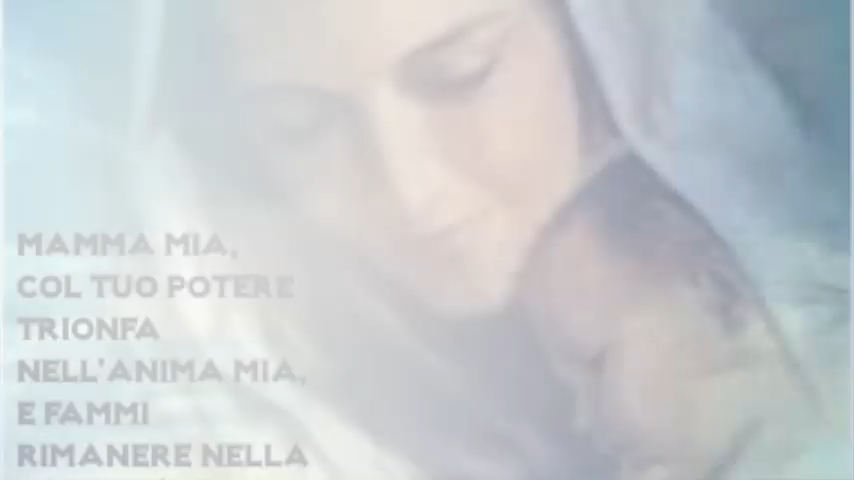 MAMMA MIA,
COL TUO POTERE
TRIONFA
NELL'ANIMA MIA,
E FAMMI
RIMANERE NELLA